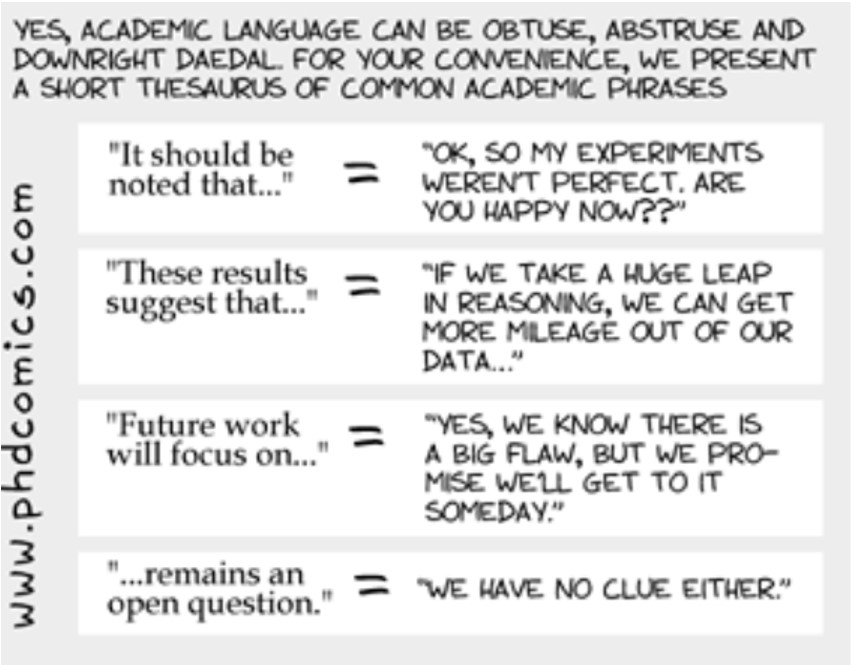 YES, ACADEMIC LANGUAGE CAN BE OBTUSE, ABSTRUSE AND
DOWNRIGHT DAEDAL. FOR YOUR CONVENIENCE, WE PRESENT
A SHORT THESAURUS OF COMMON ACADEMIC PHRASES
"It should be
noted that..."
=
"OK, SO MY EXPERIMENTS
WEREN'T PERFECT. ARE
YOU HAPPY NOW??"
"These results
suggest that..."
=
"IF WE TAKE A HUGE LEAP
IN REASONING, WE CAN GET
MORE MILEAGE OUT OF OUR
DATA..."
"Future work
will focus on..."
=
"YES, WE KNOW THERE IS
A BIG FLAW, BUT WE PRO-
MISE WE'LL GET TO IT
SOMEDAY."
"...remains an
open question."
=
"WE HAVE NO CLUE EITHER."
www.phdcomics.com